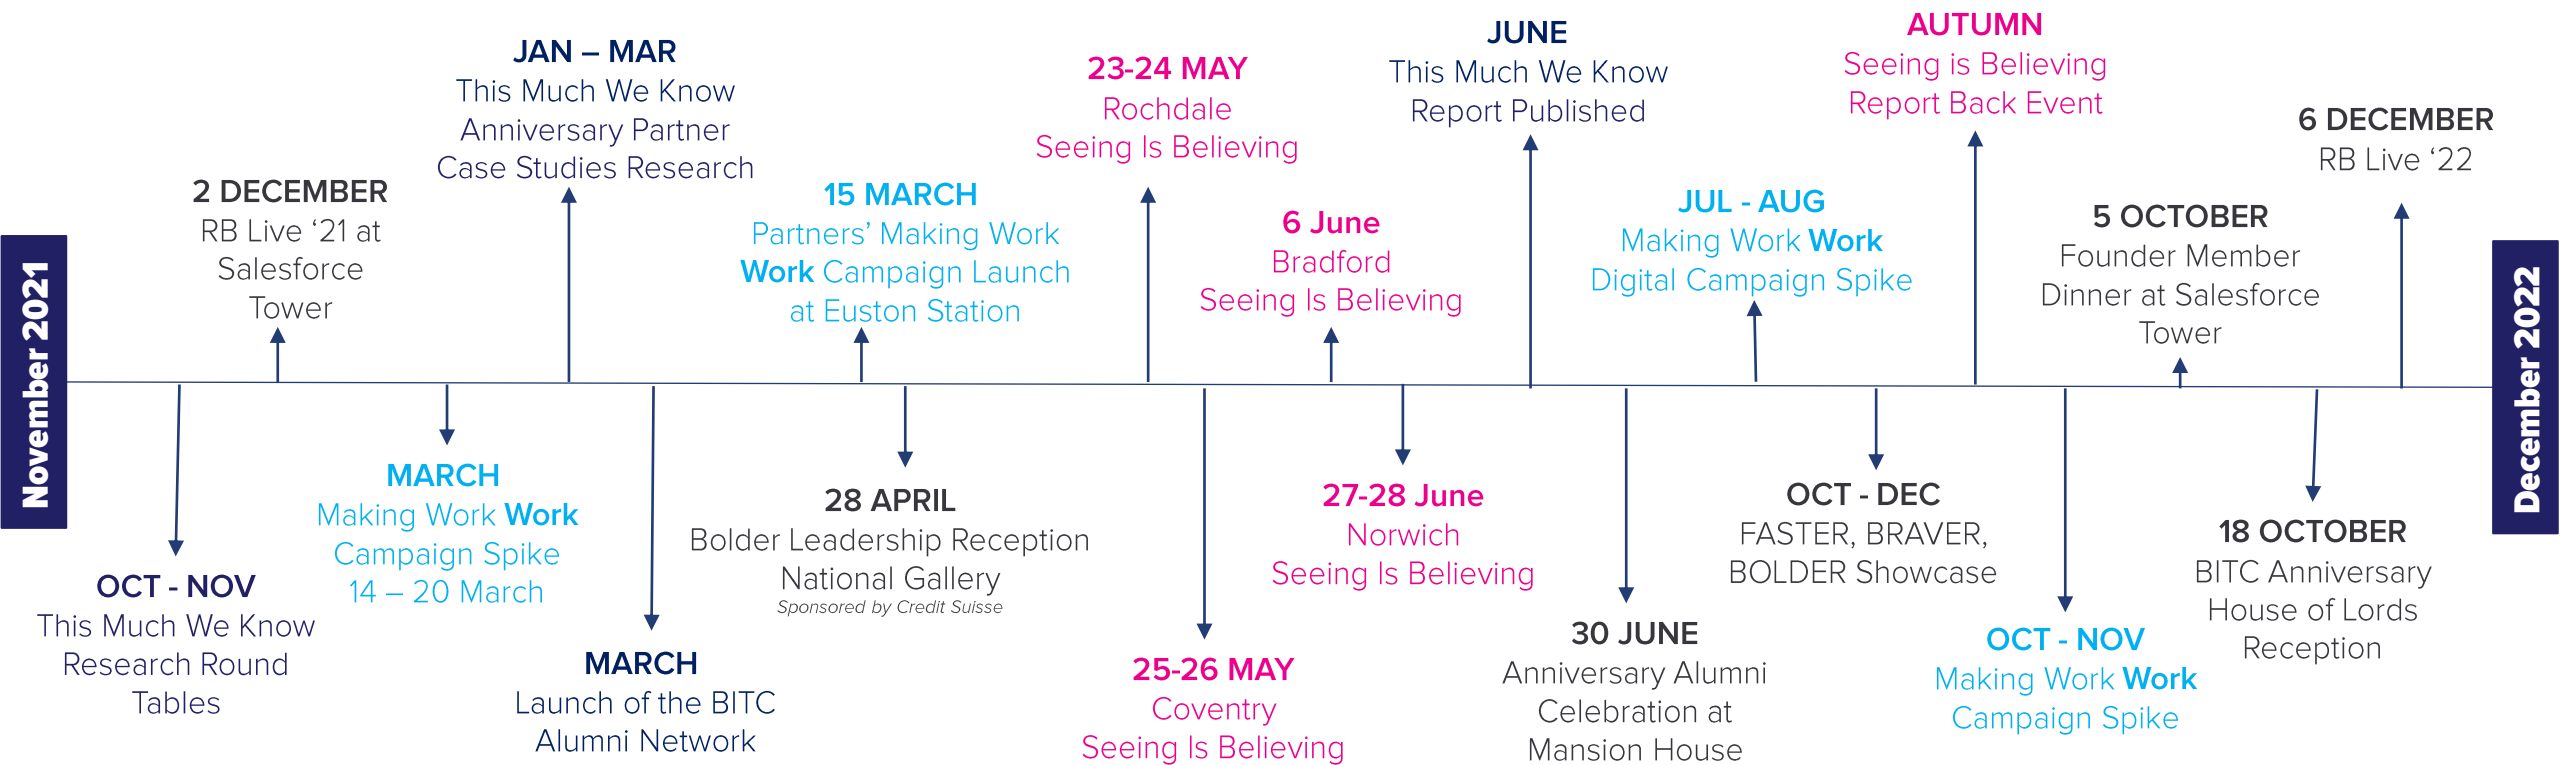 November 2021
OCT - NOV
This Much We Know
Research Round
Tables
2 DECEMBER
RB Live ‘21 at
Salesforce
Tower
MARCH
Making Work Work
Campaign Spike
14 – 20 March
JAN – MAR
This Much We Know
Anniversary Partner
Case Studies Research
MARCH
Launch of the BITC
Alumni Network
15 MARCH
Partners’ Making Work
Work Campaign Launch
at Euston Station
28 APRIL
Bolder Leadership Reception
National Gallery
Sponsored by Credit Suisse
23-24 MAY
Rochdale
Seeing Is Believing
25-26 MAY
Coventry
Seeing Is Believing
6 June
Bradford
Seeing Is Believing
27-28 June
Norwich
Seeing Is Believing
JUNE
This Much We Know
Report Published
30 JUNE
Anniversary Alumni
Celebration at
Mansion House
JUL - AUG
Making Work Work
Digital Campaign Spike
OCT - DEC
FASTER, BRAVER,
BOLDER Showcase
AUTUMN
Seeing is Believing
Report Back Event
OCT - NOV
Making Work Work
Campaign Spike
5 OCTOBER
Founder Member
Dinner at Salesforce
Tower
18 OCTOBER
BITC Anniversary
House of Lords
Reception
6 DECEMBER
RB Live ‘22
December 2022